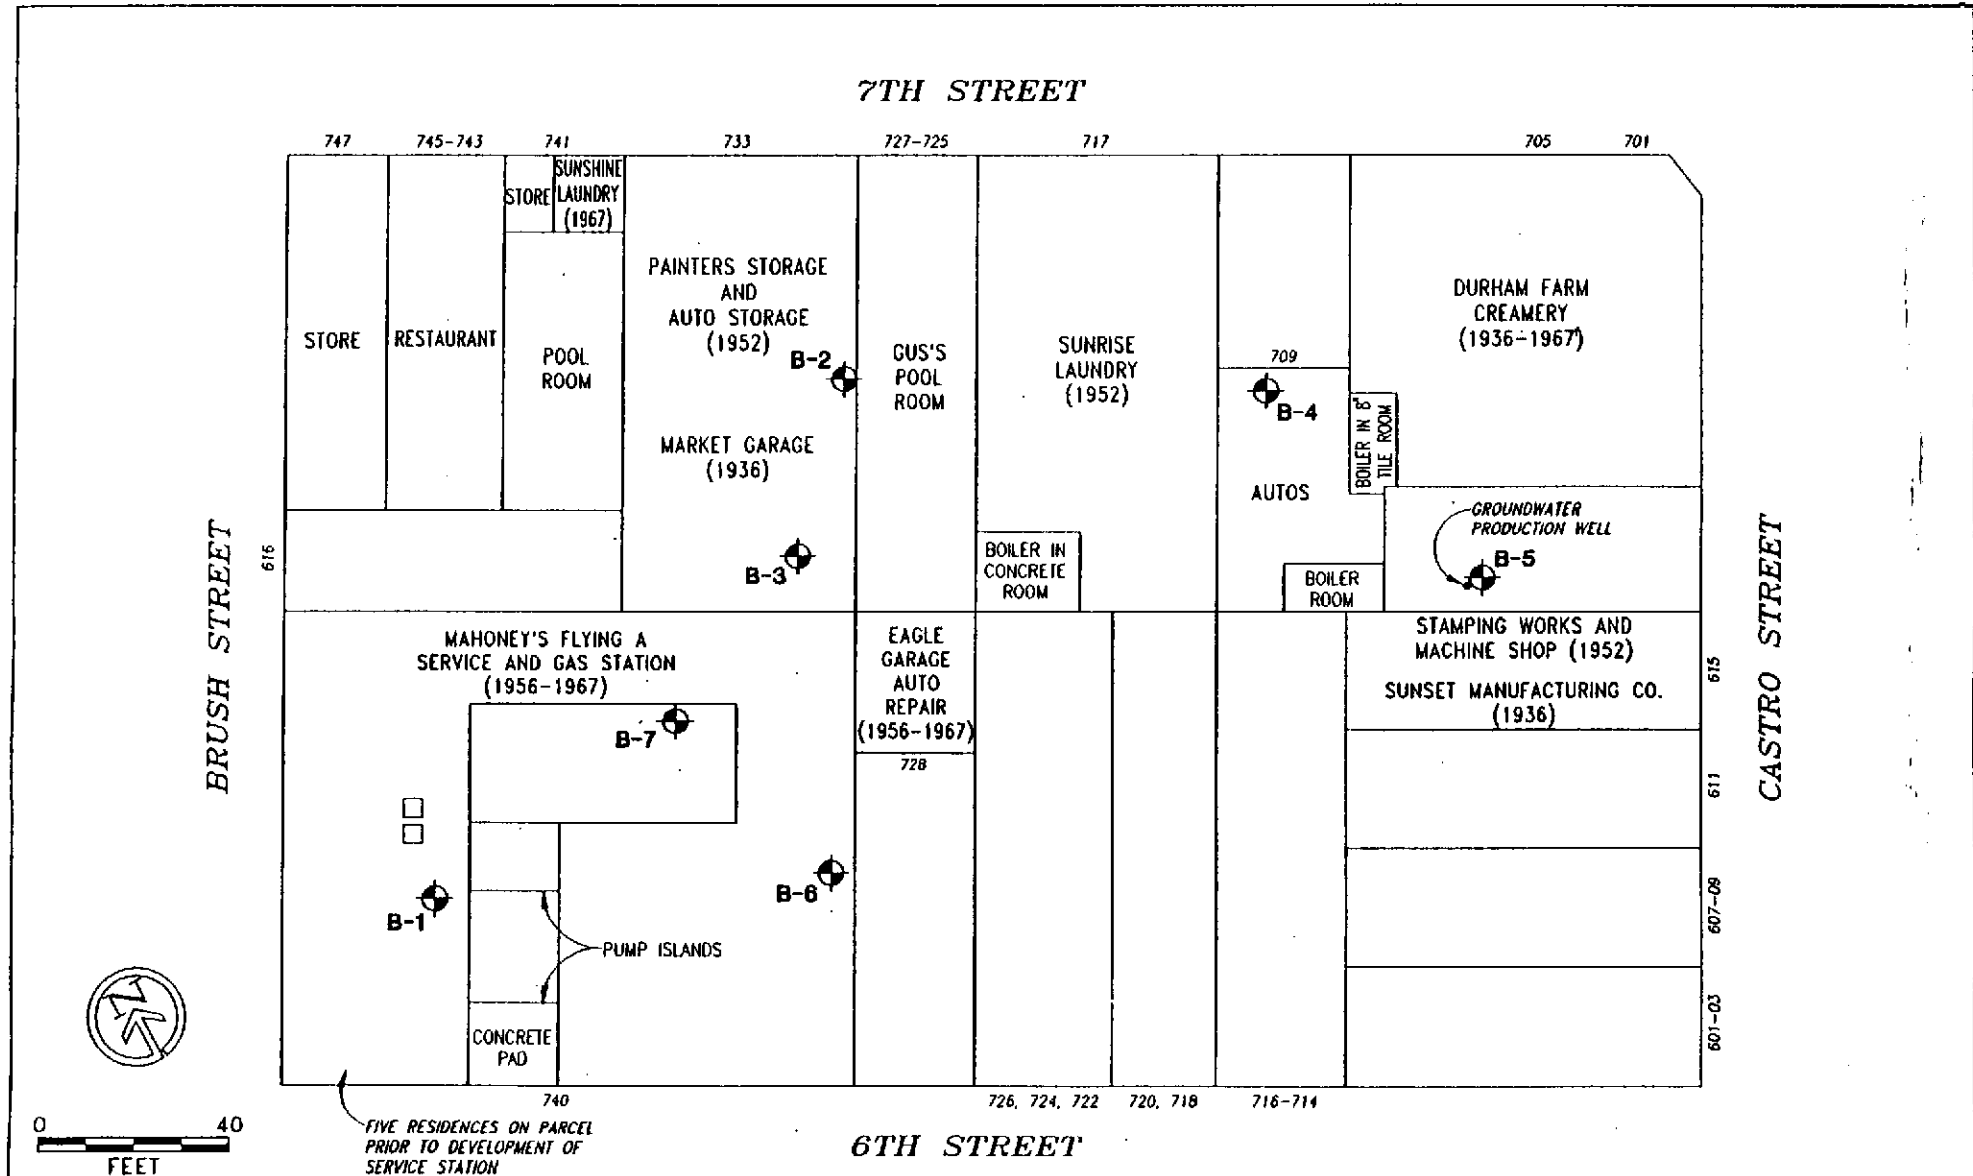 7TH STREET
747
745-743
741
733
727-725
717
705
701
STORE
SUNSHINE
LAUNDRY
(1967)
PAINTERS STORAGE
AND
AUTO STORAGE
(1952)
STORE
RESTAURANT
POOL
ROOM
B-2
GUS'S
POOL
ROOM
SUNRISE
LAUNDRY
(1952)
709
B-4
DURHAM FARM
CREAMERY
(1936-1967)
BOILER IN 8"
TILE ROOM
MARKET GARAGE
(1936)
AUTOS
GROUNDWATER
PRODUCTION WELL
B-5
B-3
BOILER IN
CONCRETE
ROOM
BOILER
ROOM
BRUSH STREET
616
CASTRO STREET
MAHONEY'S FLYING A
SERVICE AND GAS STATION
(1956-1967)
EAGLE
GARAGE
AUTO
REPAIR
(1956-1967)
728
STAMPING WORKS AND
MACHINE SHOP (1952)
SUNSET MANUFACTURING CO.
(1936)
615
611
607-09
601-03
B-7
B-6
B-1
PUMP ISLANDS
CONCRETE
PAD
N
740
726, 724, 722
720, 718
716-714
FIVE RESIDENCES ON PARCEL
PRIOR TO DEVELOPMENT OF
SERVICE STATION
6TH STREET
0 40
FEET